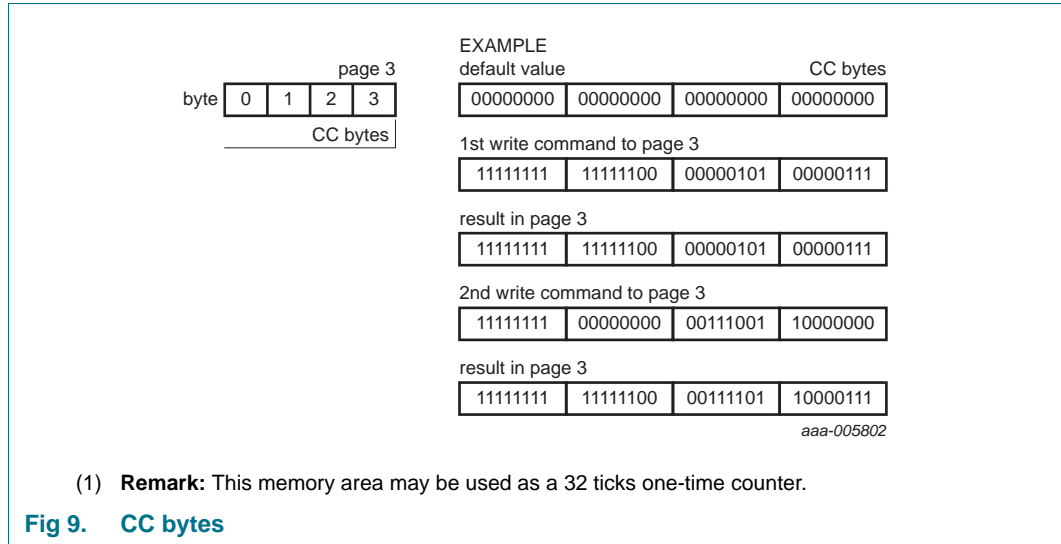 page 3
byte 0 1 2 3
CC bytes
EXAMPLE
default value CC bytes
00000000 00000000 00000000 00000000
1st write command to page 3
11111111 11111100 00000101 00000111
result in page 3
11111111 11111100 00000101 00000111
2nd write command to page 3
11111111 00000000 00111001 10000000
result in page 3
11111111 11111100 00111101 10000111
aaa-005802
(1) Remark: This memory area may be used as a 32 ticks one-time counter.
Fig 9. CC bytes